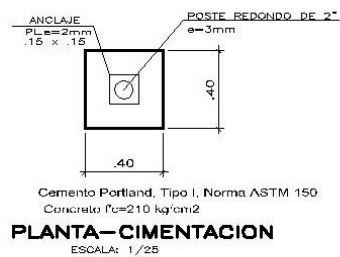 ANCLAJE
PLe=2mm
.15 x .15
POSTE REDONDO DE 2"
e=3mm
.40
.40
Cemento Portland, Tipo I, Norma ASTM 150
Concreto f'c=210 kg/cm2
PLANTA-CIMENTACION
ESCALA: 1/25